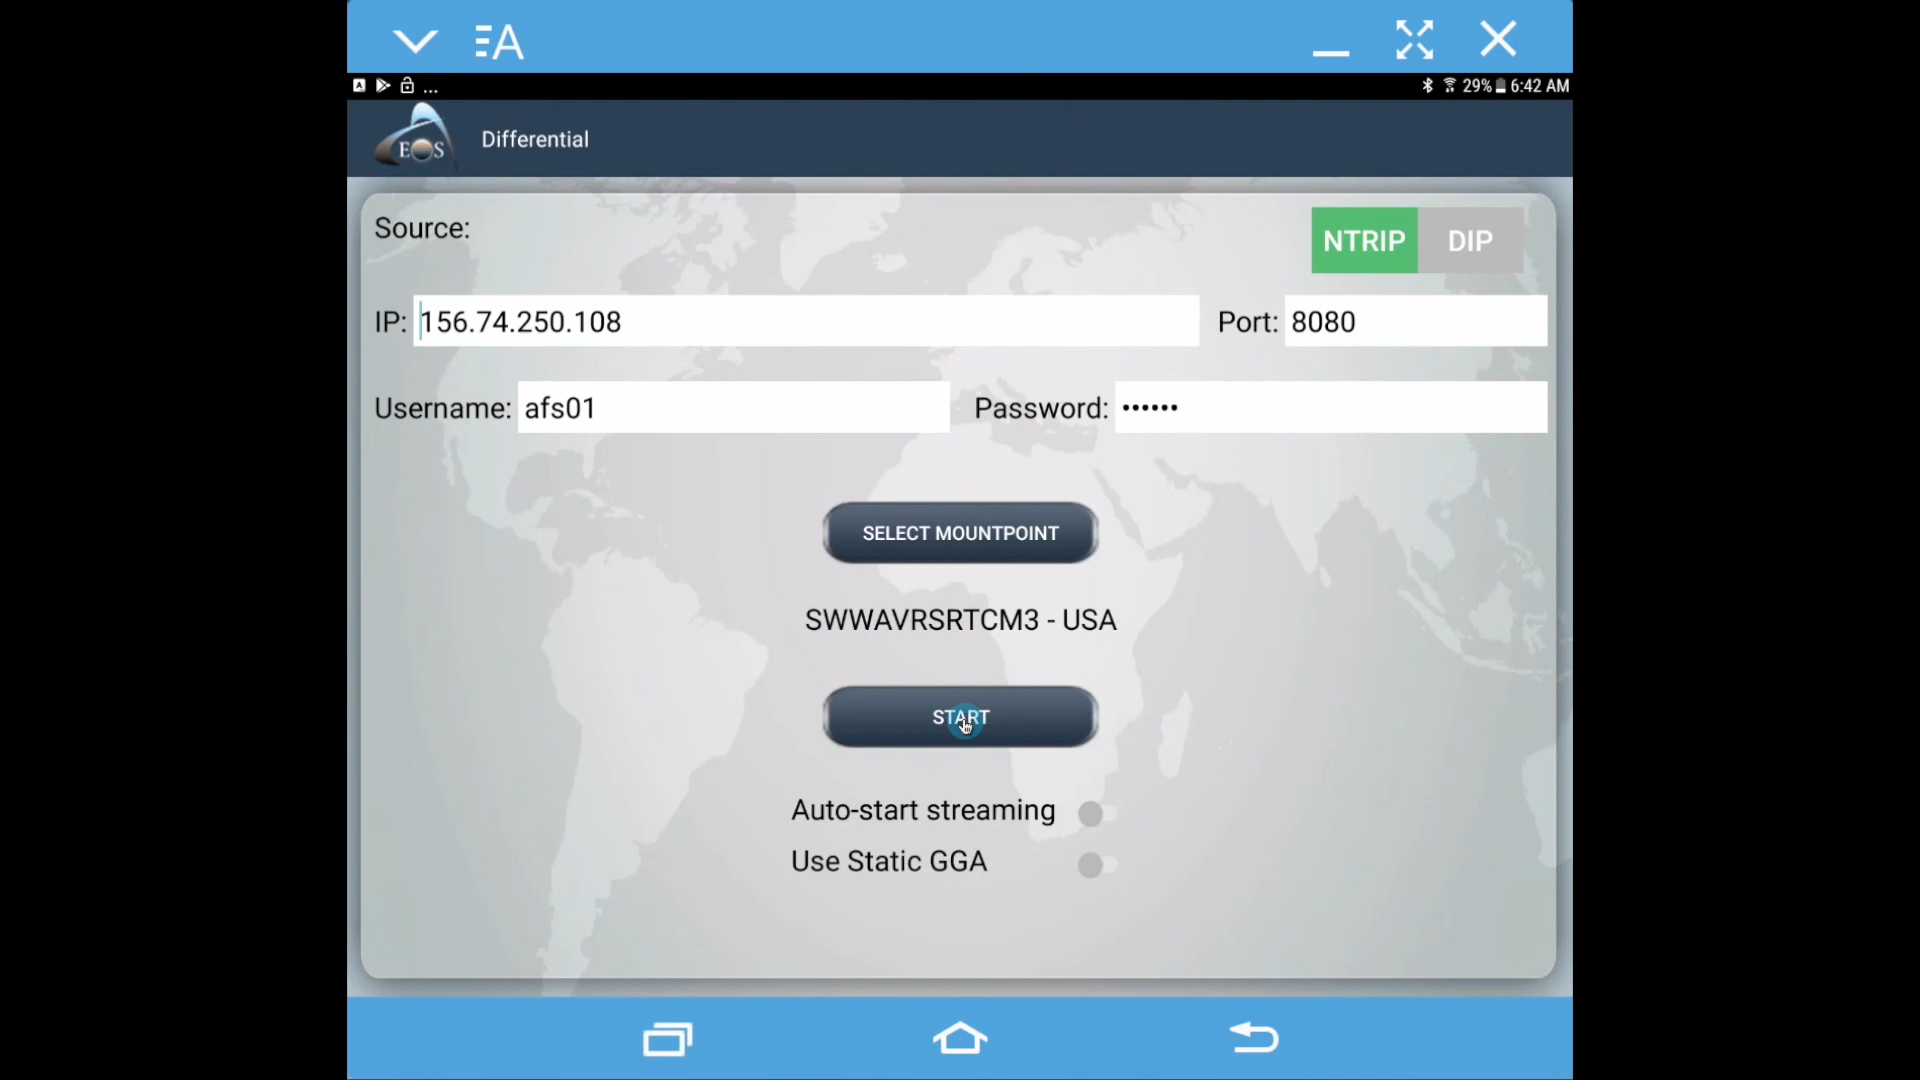 A
... 29% 6:42 AM
EOS Differential
Source: NTRIP DIP
IP: 156.74.250.108 Port: 8080
Username: afs01 Password: ••••••
SELECT MOUNTPOINT
SWWAVRSRTCM3 - USA
START
Auto-start streaming
Use Static GGA